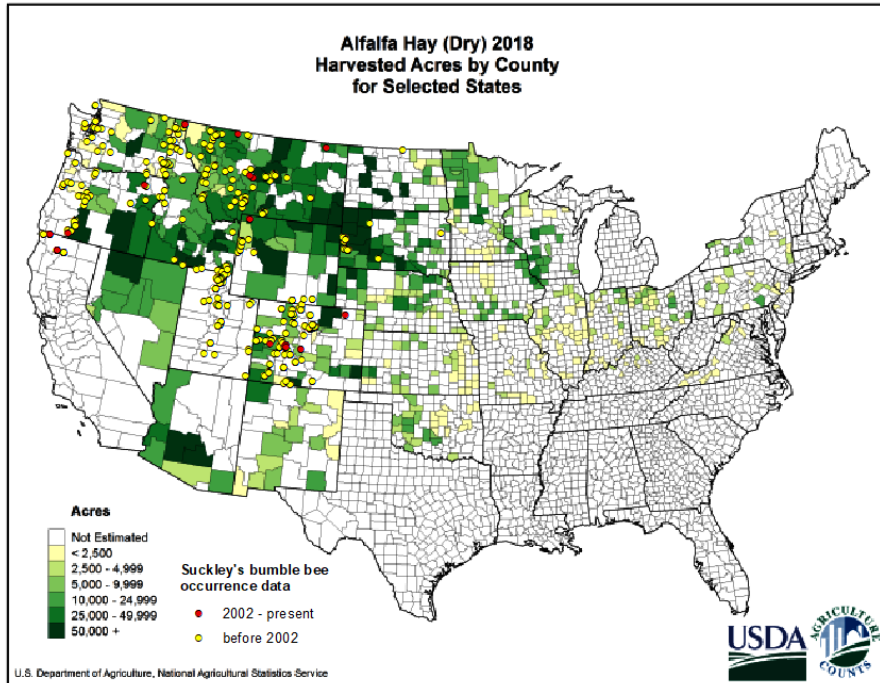 Alfalfa Hay (Dry) 2018
Harvested Acres by County
for Selected States
Acres
Not Estimated
< 2,500
2,500 - 4,999
5,000 - 9,999
10,000 - 24,999
25,000 - 49,999
50,000 +
Suckley's bumble bee
occurrence data
2002 - present
before 2002
USDA
AGRICULTURE
COUNTS
U.S. Department of Agriculture, National Agricultural Statistics Service